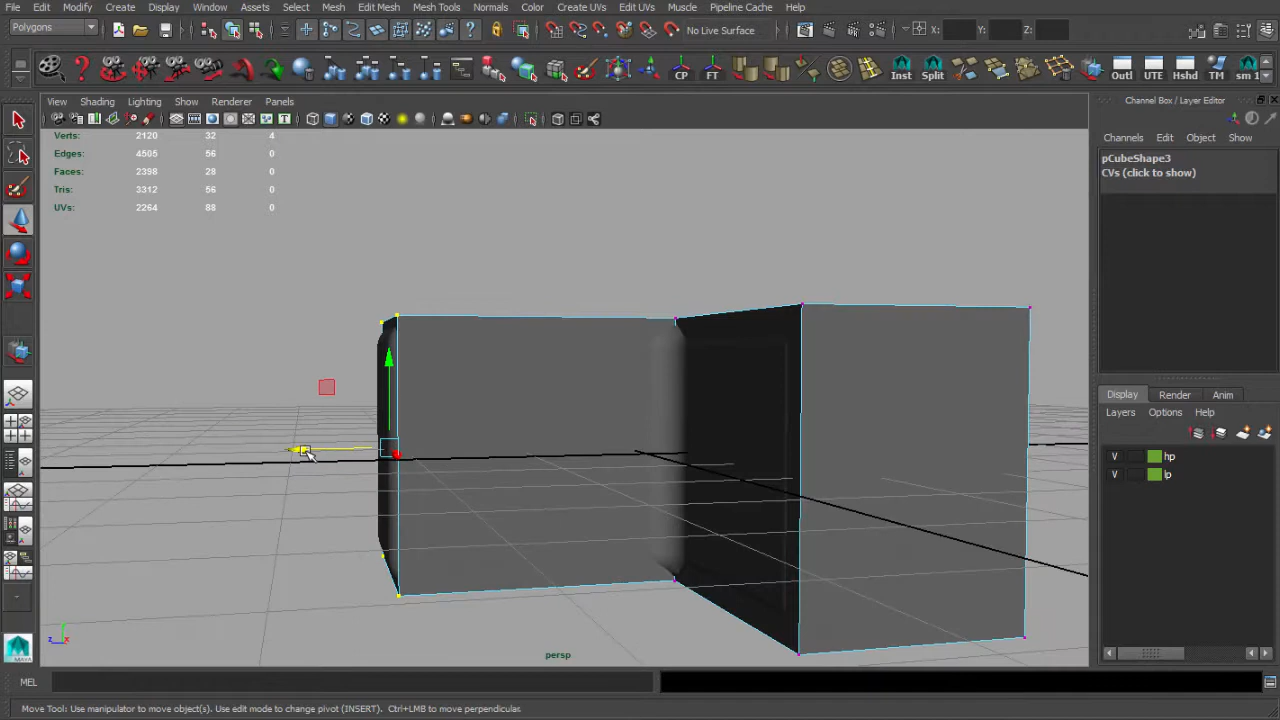 File Edit Modify Create Display Window Assets Select Mesh Edit Mesh Mesh Tools Normals Color Create UVs Edit UVs Muscle Pipeline Cache Help
Polygons No Live Surface X: Y: Z:
CP FT Inst Split Outl UTE Hshd TM sm 1
View Shading Lighting Show Renderer Panels
Channel Box / Layer Editor
Channels Edit Object Show
Verts: 2120 32 4
Edges: 4505 56 0
Faces: 2398 28 0
Tris: 3312 56 0
UVs: 2264 88 0
pCubeShape3
CVs (click to show)
Display Render Anim
Layers Options Help
V hp
V lp
z x
persp
MAYA
MEL
Move Tool: Use manipulator to move object(s). Use edit mode to change pivot (INSERT). Ctrl+LMB to move perpendicular.